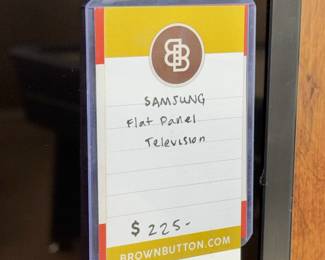 SAMSUNG
Flat Panel
Television
$ 225-
BROWNBUTTON.COM